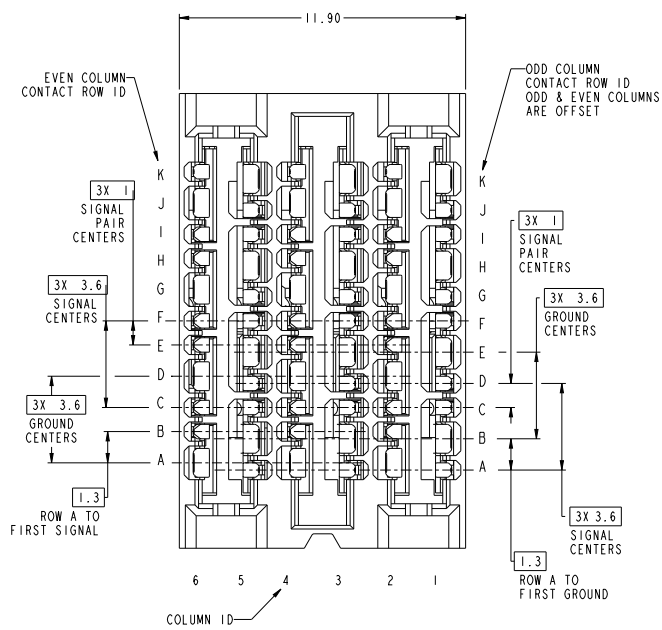 11.90
EVEN COLUMN
CONTACT ROW ID
ODD COLUMN
CONTACT ROW ID
ODD & EVEN COLUMNS
ARE OFFSET
K
J
I
H
G
F
E
D
C
B
A
K
J
I
H
G
F
E
D
C
B
A
3X 1
SIGNAL
PAIR
CENTERS
3X 3.6
SIGNAL
CENTERS
3X 3.6
GROUND
CENTERS
1.3
ROW A TO
FIRST SIGNAL
3X 1
SIGNAL
PAIR
CENTERS
3X 3.6
GROUND
CENTERS
3X 3.6
SIGNAL
CENTERS
1.3
ROW A TO
FIRST GROUND
6 5 4 3 2 1
COLUMN ID